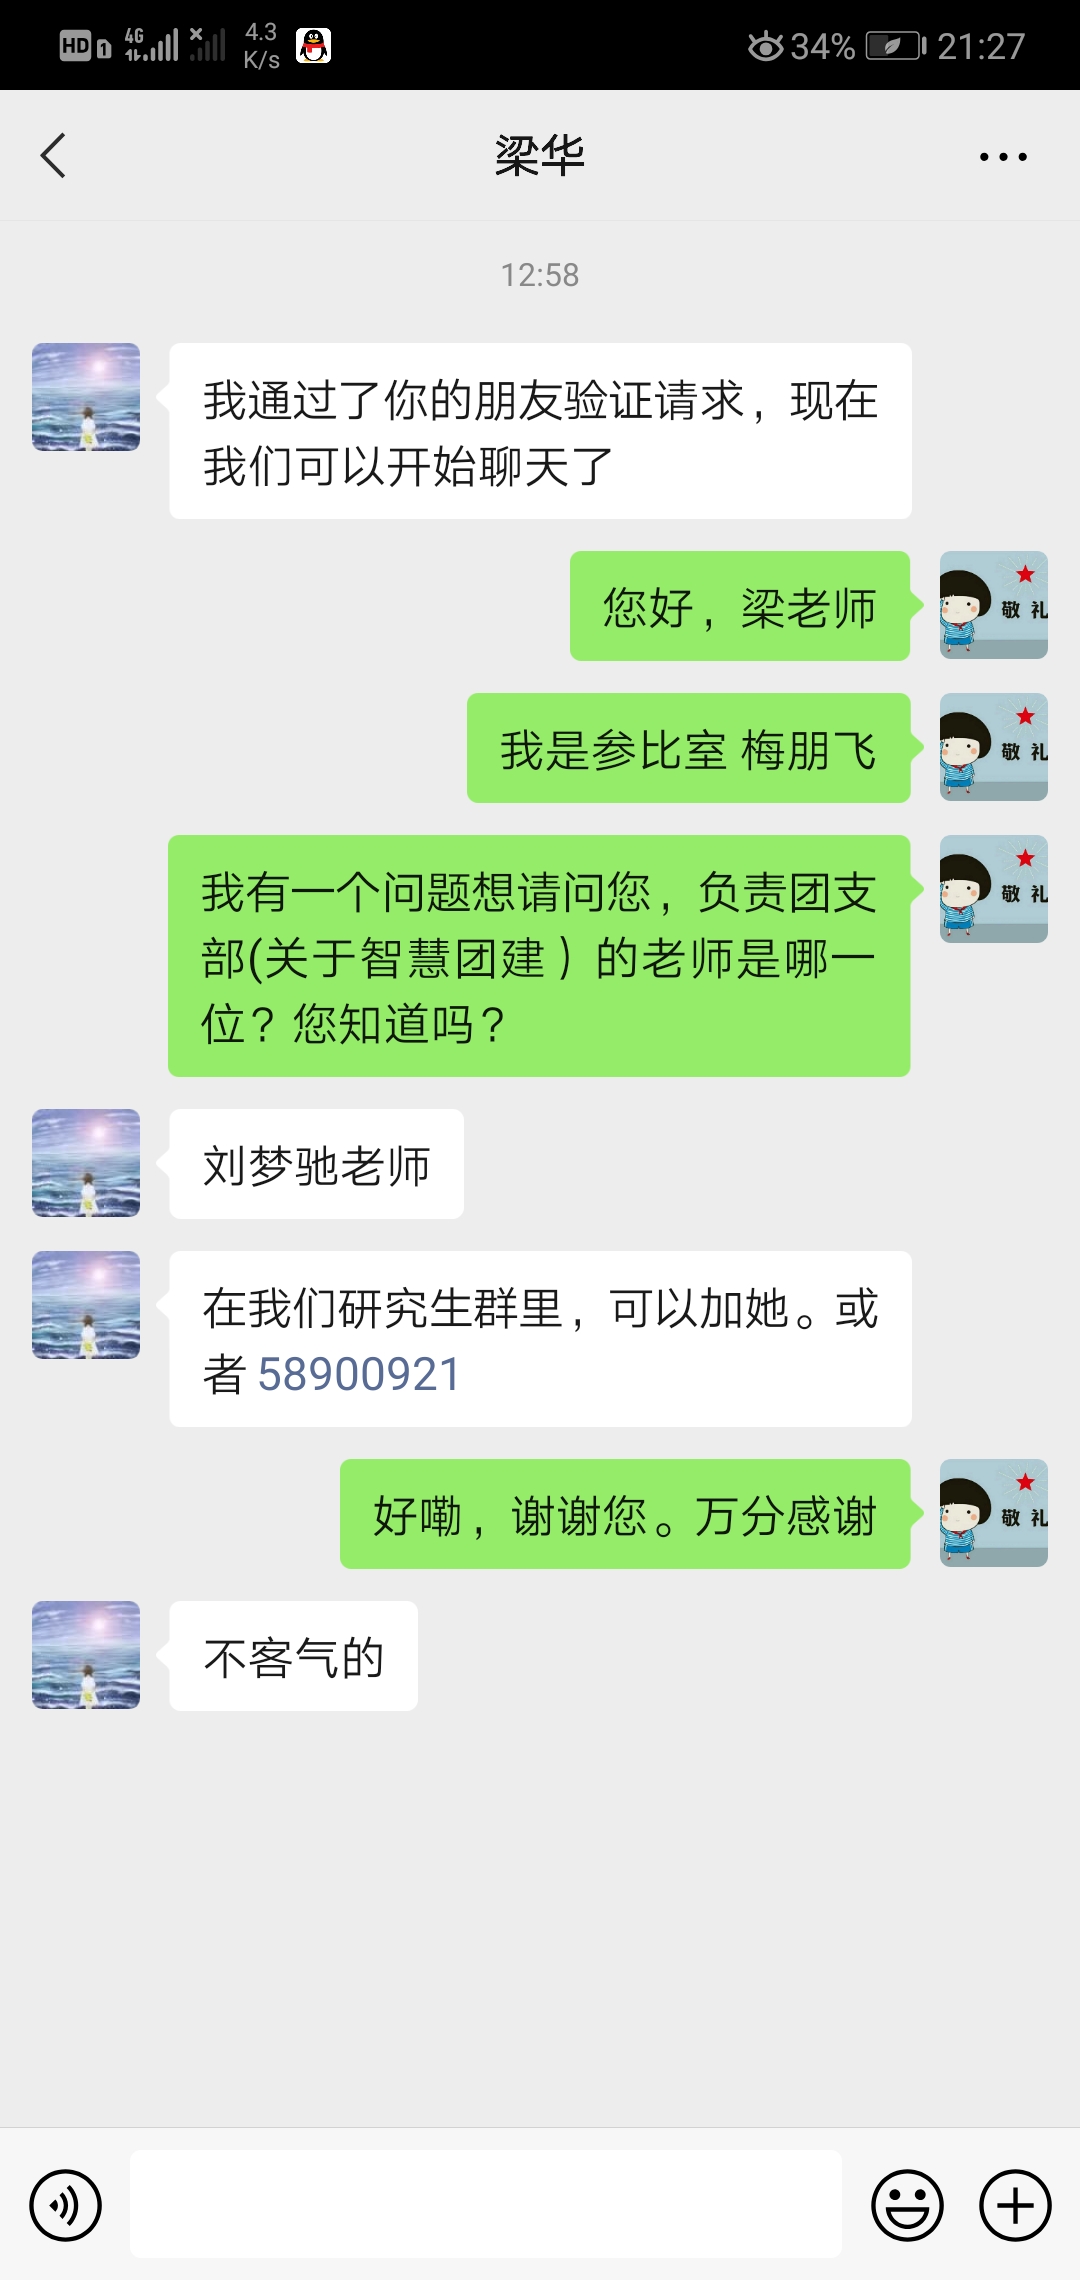 HD 1 4G 4.3 K/s 34% 21:27
梁华
12:58
我通过了你的朋友验证请求，现在
我们可以开始聊天了
您好，梁老师
敬 礼
我是参比室 梅朋飞
敬 礼
我有一个问题想请问您，负责团支
部(关于智慧团建）的老师是哪一
位？您知道吗？
敬 礼
刘梦驰老师
在我们研究生群里，可以加她。或
者 58900921
好嘞，谢谢您。万分感谢
敬 礼
不客气的